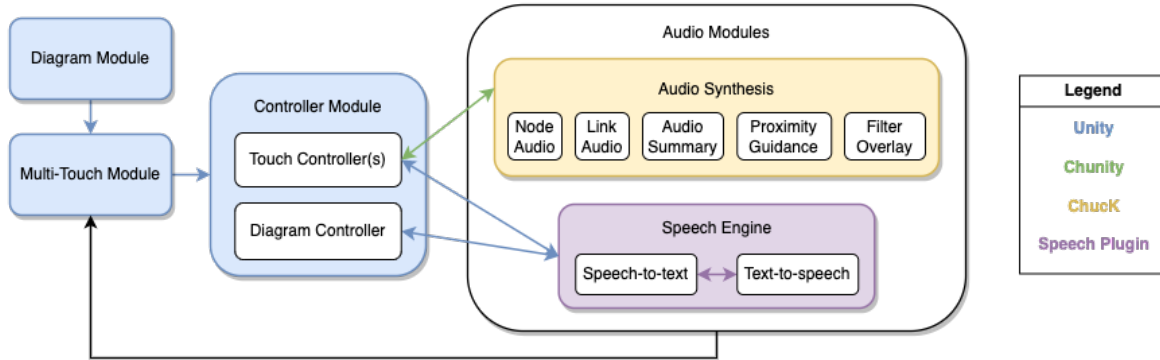 Diagram Module
Multi-Touch Module
Controller Module
Touch Controller(s)
Diagram Controller
Audio Modules
Audio Synthesis
Node
Audio
Link
Audio
Audio
Summary
Proximity
Guidance
Filter
Overlay
Speech Engine
Speech-to-text
Text-to-speech
Legend
Unity
Chunity
ChucK
Speech Plugin